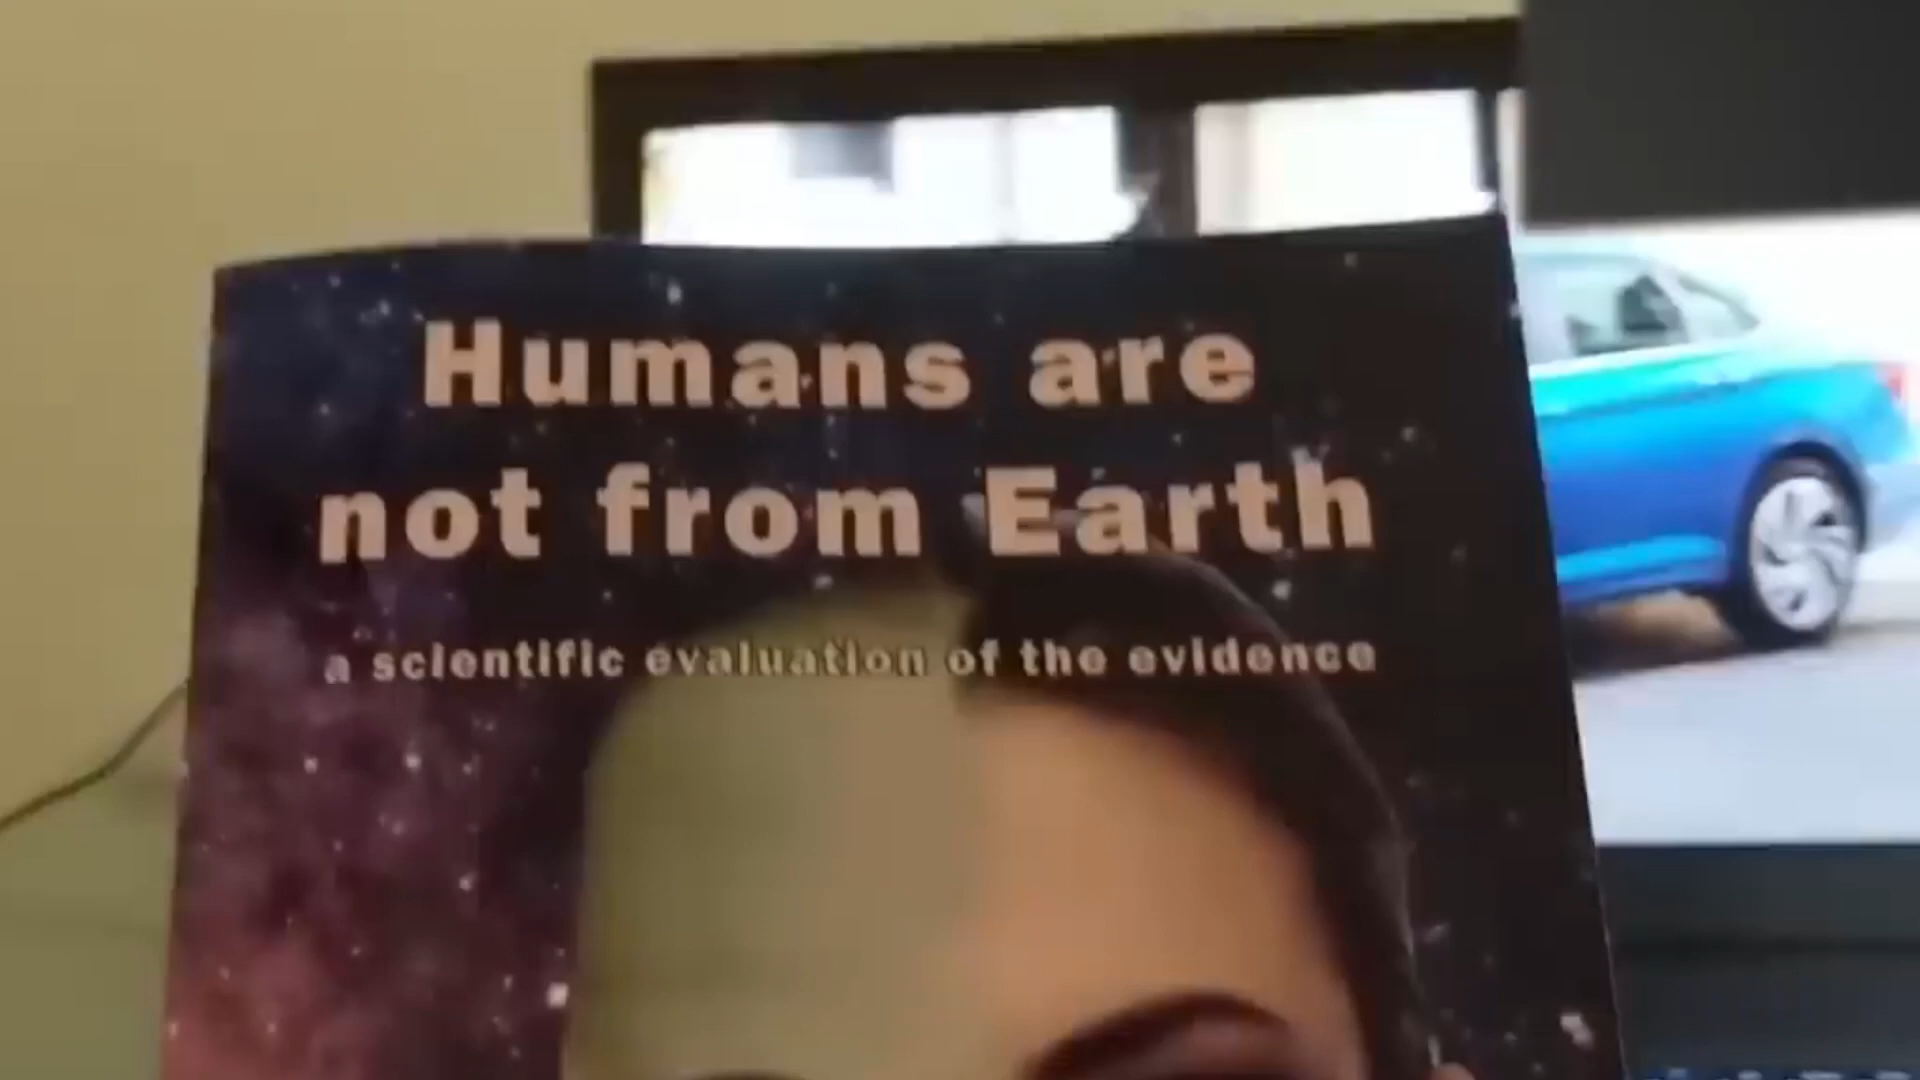 Humans are
not from Earth
a scientific evaluation of the evidence